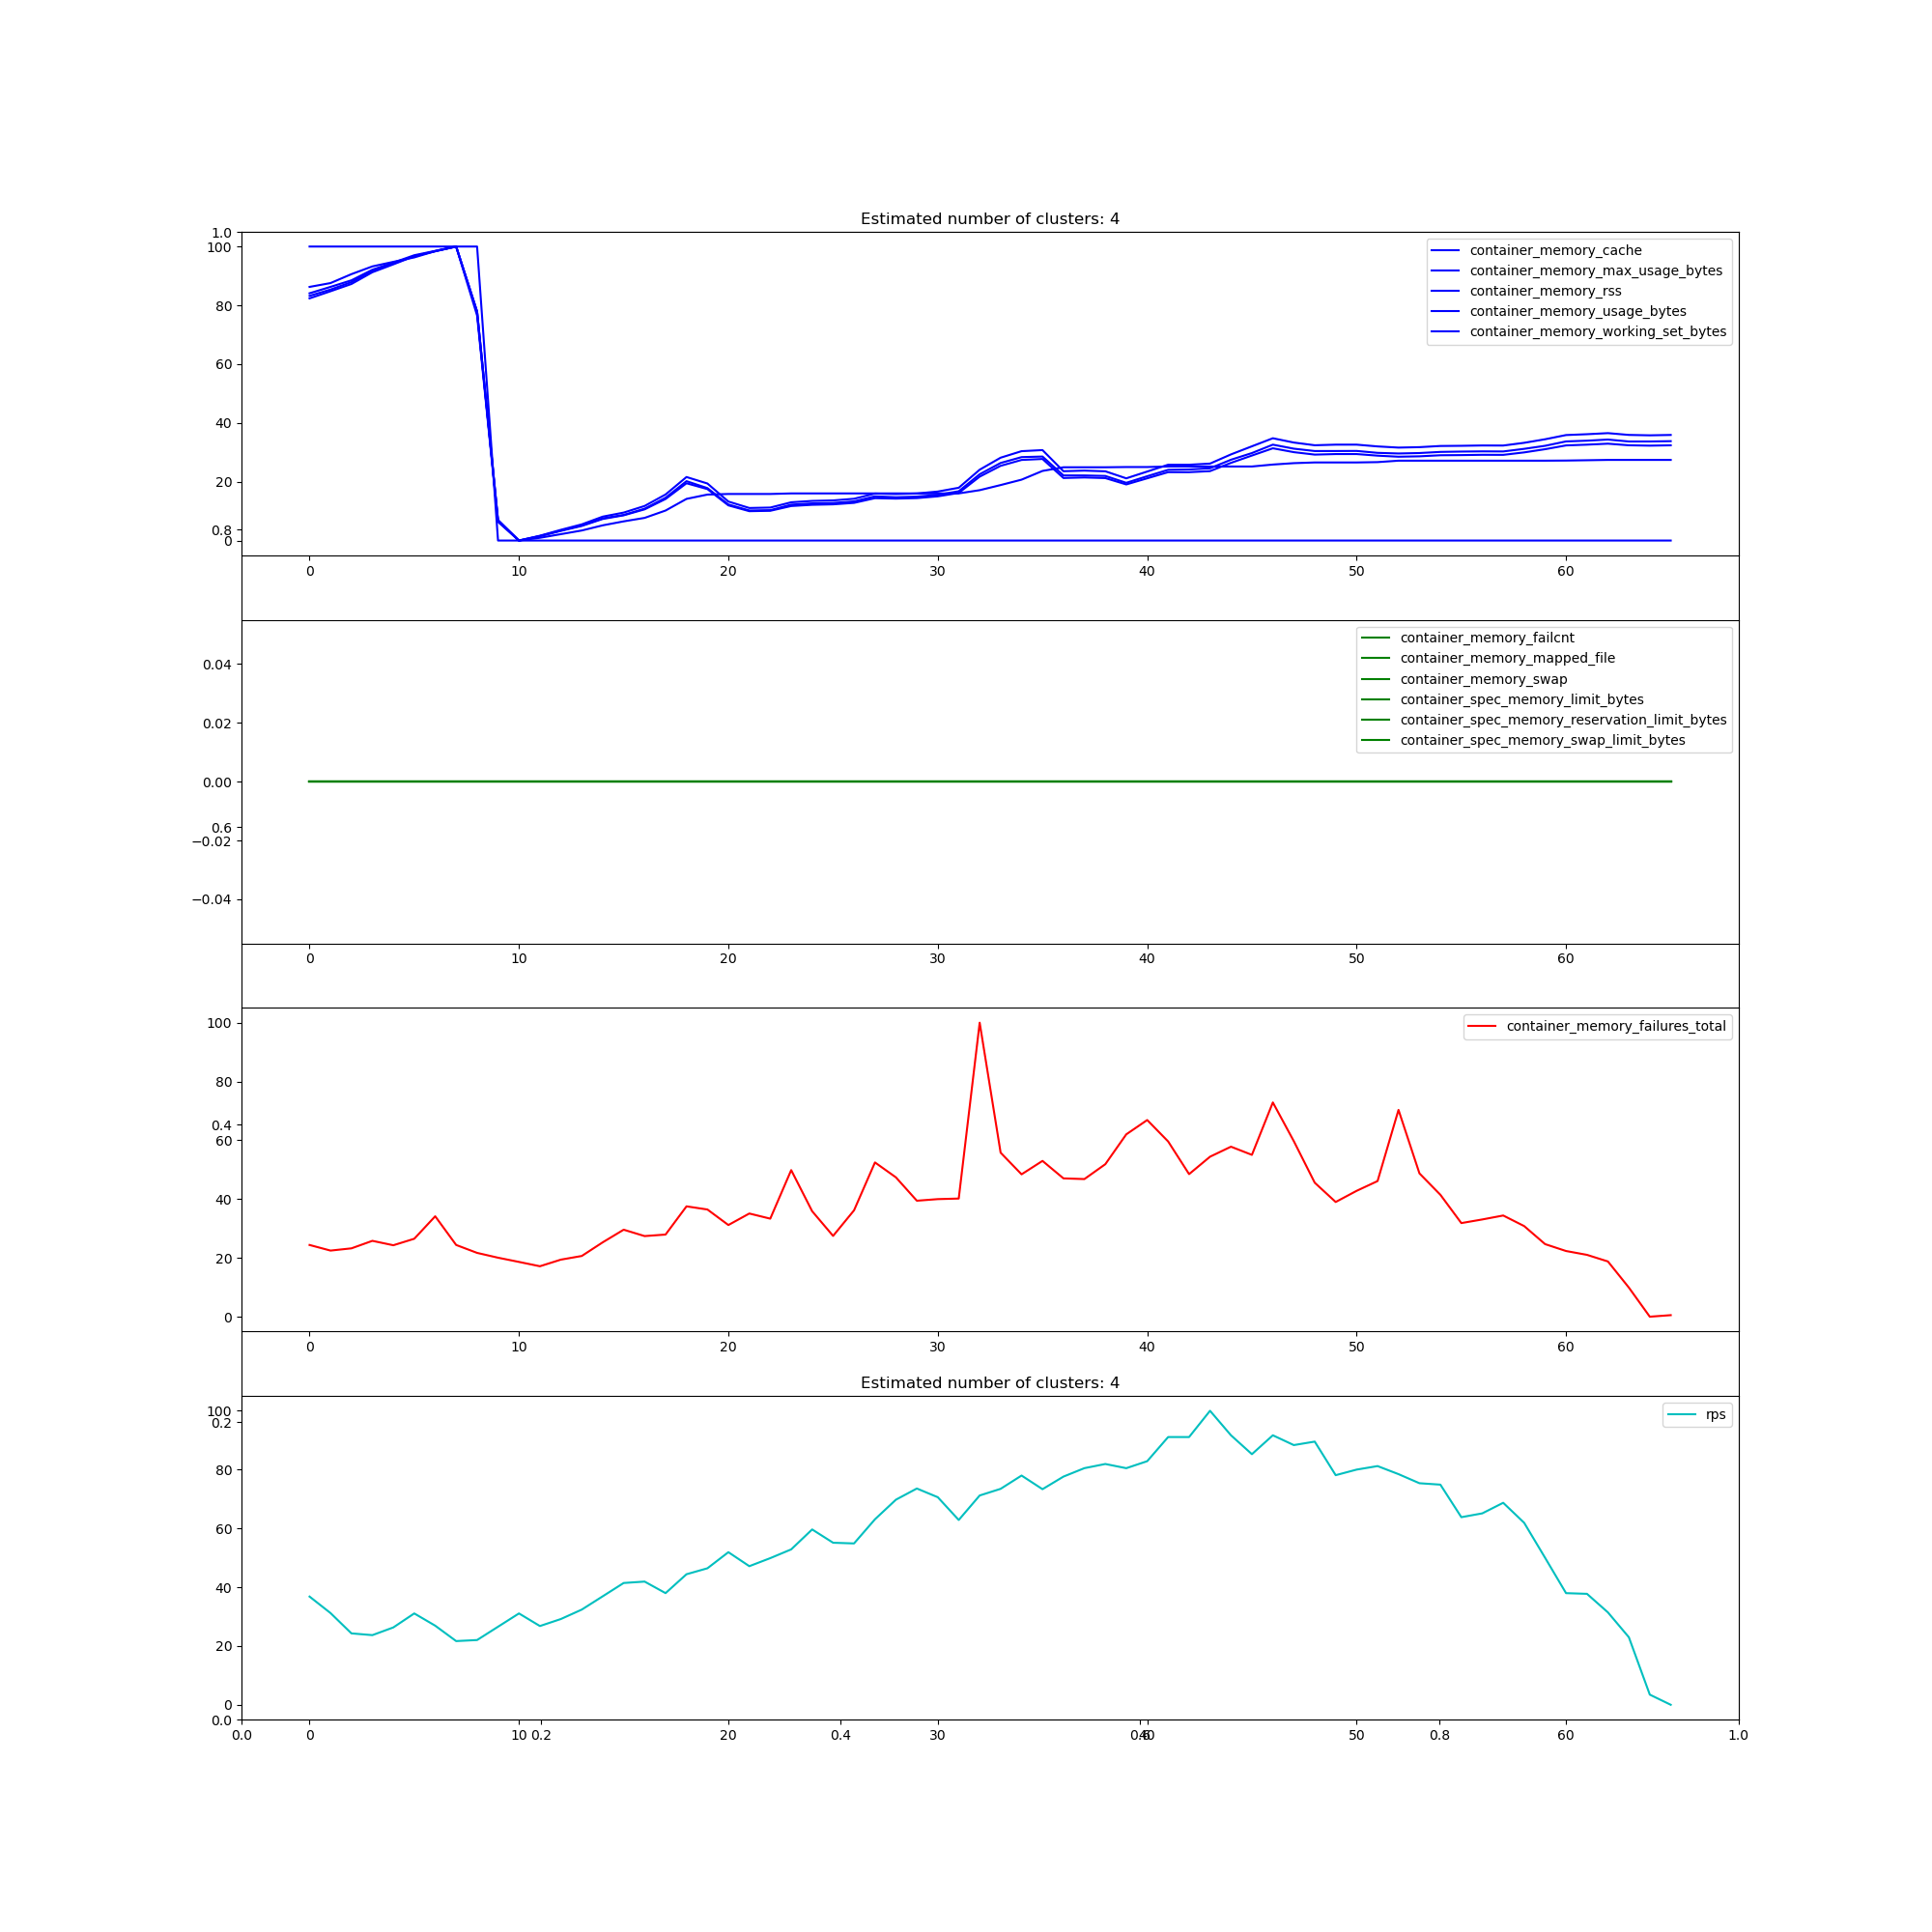 Estimated number of clusters: 4
1.0
100
80
60
40
20
0.8
0
container_memory_cache
container_memory_max_usage_bytes
container_memory_rss
container_memory_usage_bytes
container_memory_working_set_bytes
0 10 20 30 40 50 60
0.04
0.02
0.00
0.6
−0.02
−0.04
container_memory_failcnt
container_memory_mapped_file
container_memory_swap
container_spec_memory_limit_bytes
container_spec_memory_reservation_limit_bytes
container_spec_memory_swap_limit_bytes
0 10 20 30 40 50 60
100
80
0.4
60
40
20
0
container_memory_failures_total
0 10 20 30 40 50 60
Estimated number of clusters: 4
100
0.2
80
60
40
20
0
0.0
rps
0.0 0 10 0.2 20 0.4 30 0.6 40 50 0.8 60 1.0